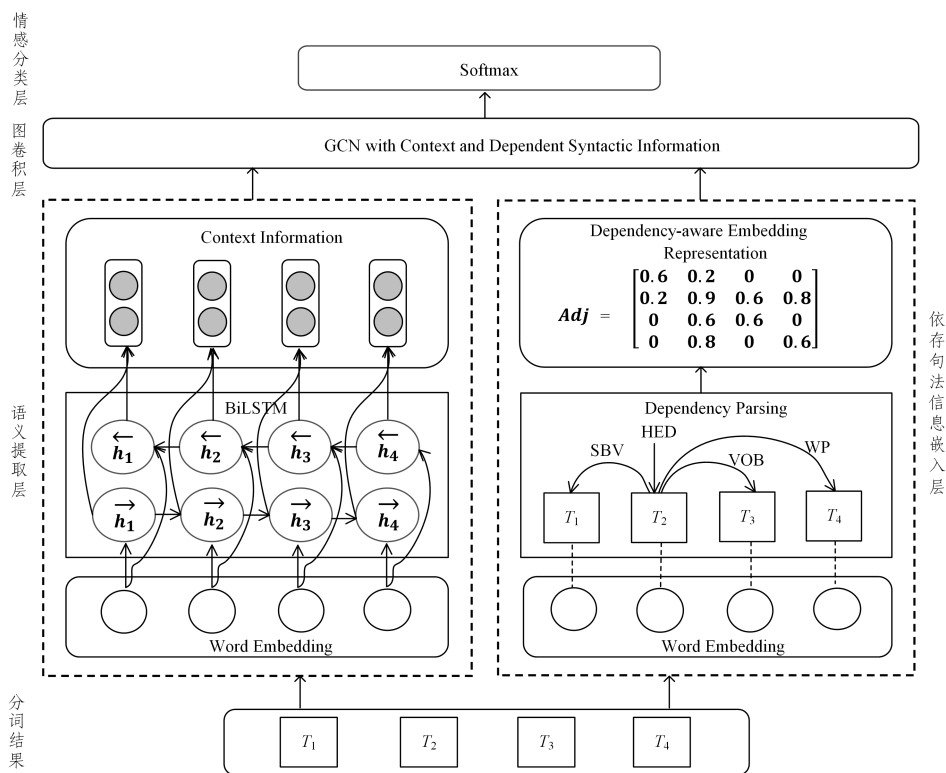 情感分类层
Softmax
图卷积层
GCN with Context and Dependent Syntactic Information
语义提取层
Context Information
BiLSTM
←h₁ ←h₂ ←h₃ ←h₄
→h₁ →h₂ →h₃ →h₄
Word Embedding
依存句法信息嵌入层
Dependency-aware Embedding
Representation
Adj =
0.6 0.2 0 0
0.2 0.9 0.6 0.8
0 0.6 0.6 0
0 0.8 0 0.6
Dependency Parsing
HED
SBV
VOB
WP
T₁ T₂ T₃ T₄
Word Embedding
分词结果
T₁ T₂ T₃ T₄